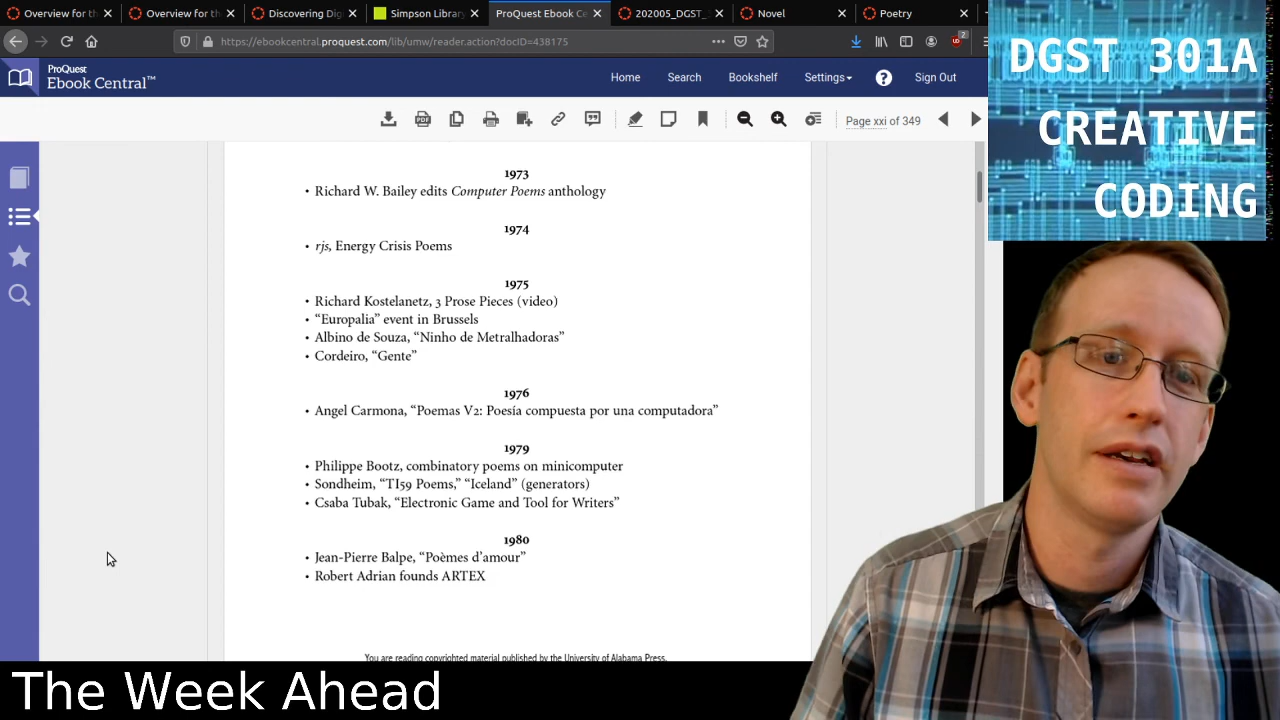 Overview for th
Overview for th
Discovering Dig
Simpson Library
ProQuest Ebook Ce
202005_DGST_
Novel
Poetry
https://ebookcentral.proquest.com/lib/umw/reader.action?docID=438175
2
ProQuest
Ebook Central™
Home
Search
Bookshelf
Settings
?
Sign Out
Page xxi of 349
1973
• Richard W. Bailey edits Computer Poems anthology
1974
• rjs, Energy Crisis Poems
1975
• Richard Kostelanetz, 3 Prose Pieces (video)
• “Europalia” event in Brussels
• Albino de Souza, “Ninho de Metralhadoras”
• Cordeiro, “Gente”
1976
• Angel Carmona, “Poemas V2: Poesía compuesta por una computadora”
1979
• Philippe Bootz, combinatory poems on minicomputer
• Sondheim, “TI59 Poems,” “Iceland” (generators)
• Csaba Tubak, “Electronic Game and Tool for Writers”
1980
• Jean-Pierre Balpe, “Poèmes d’amour”
• Robert Adrian founds ARTEX
You are reading copyrighted material published by the University of Alabama Press.
DGST 301A
CREATIVE
CODING
The Week Ahead